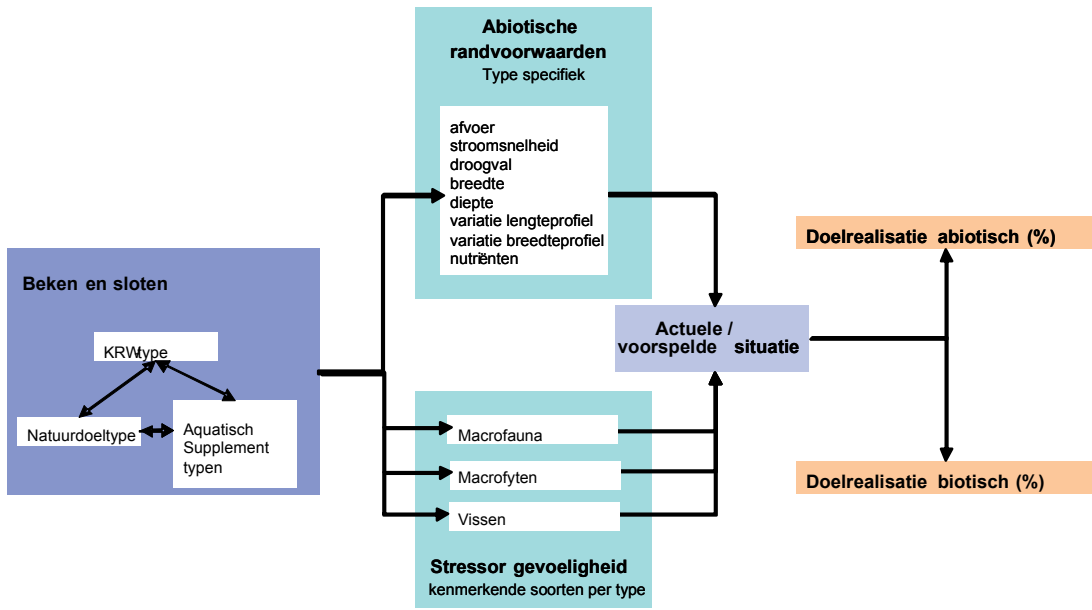 Abiotische
randvoorwaarden
Type specifiek
afvoer
stroomsnelheid
droogval
breedte
diepte
variatie lengteprofiel
variatie breedteprofiel
nutriënten
Beken en sloten
KRWtype
Natuurdoeltype
Aquatisch
Supplement
typen
Actuele /
voorspelde situatie
Doelrealisatie abiotisch (%)
Doelrealisatie biotisch (%)
Macrofauna
Macrofyten
Vissen
Stressor gevoeligheid
kenmerkende soorten per type